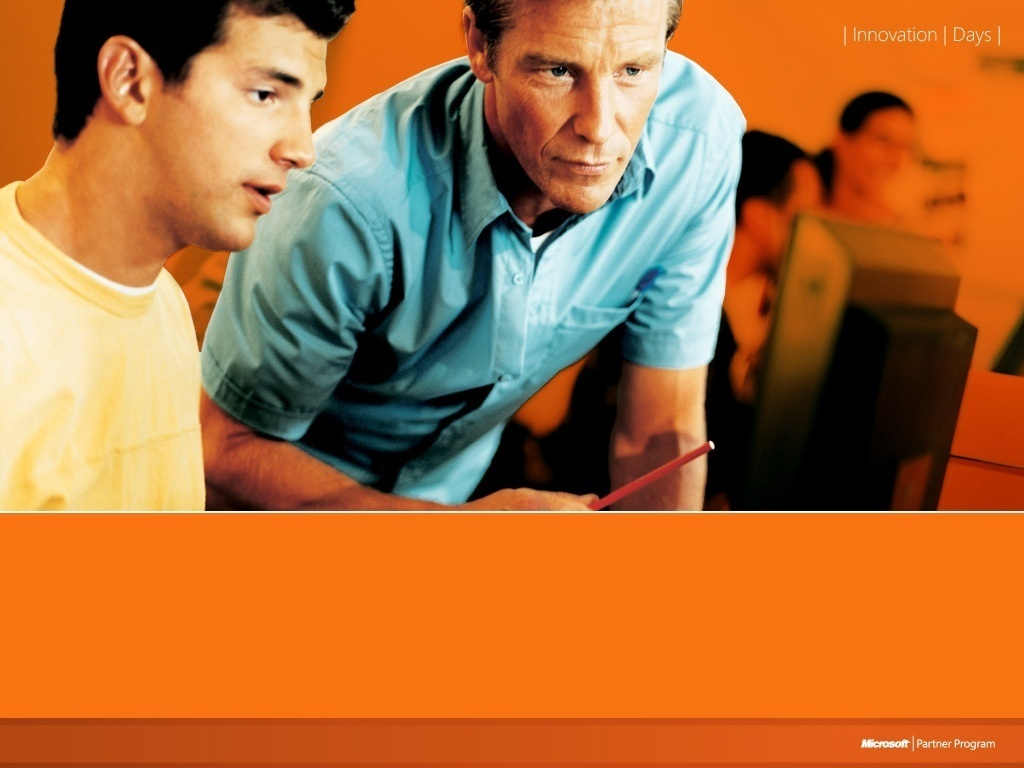 | Innovation | Days |
Microsoft | Partner Program